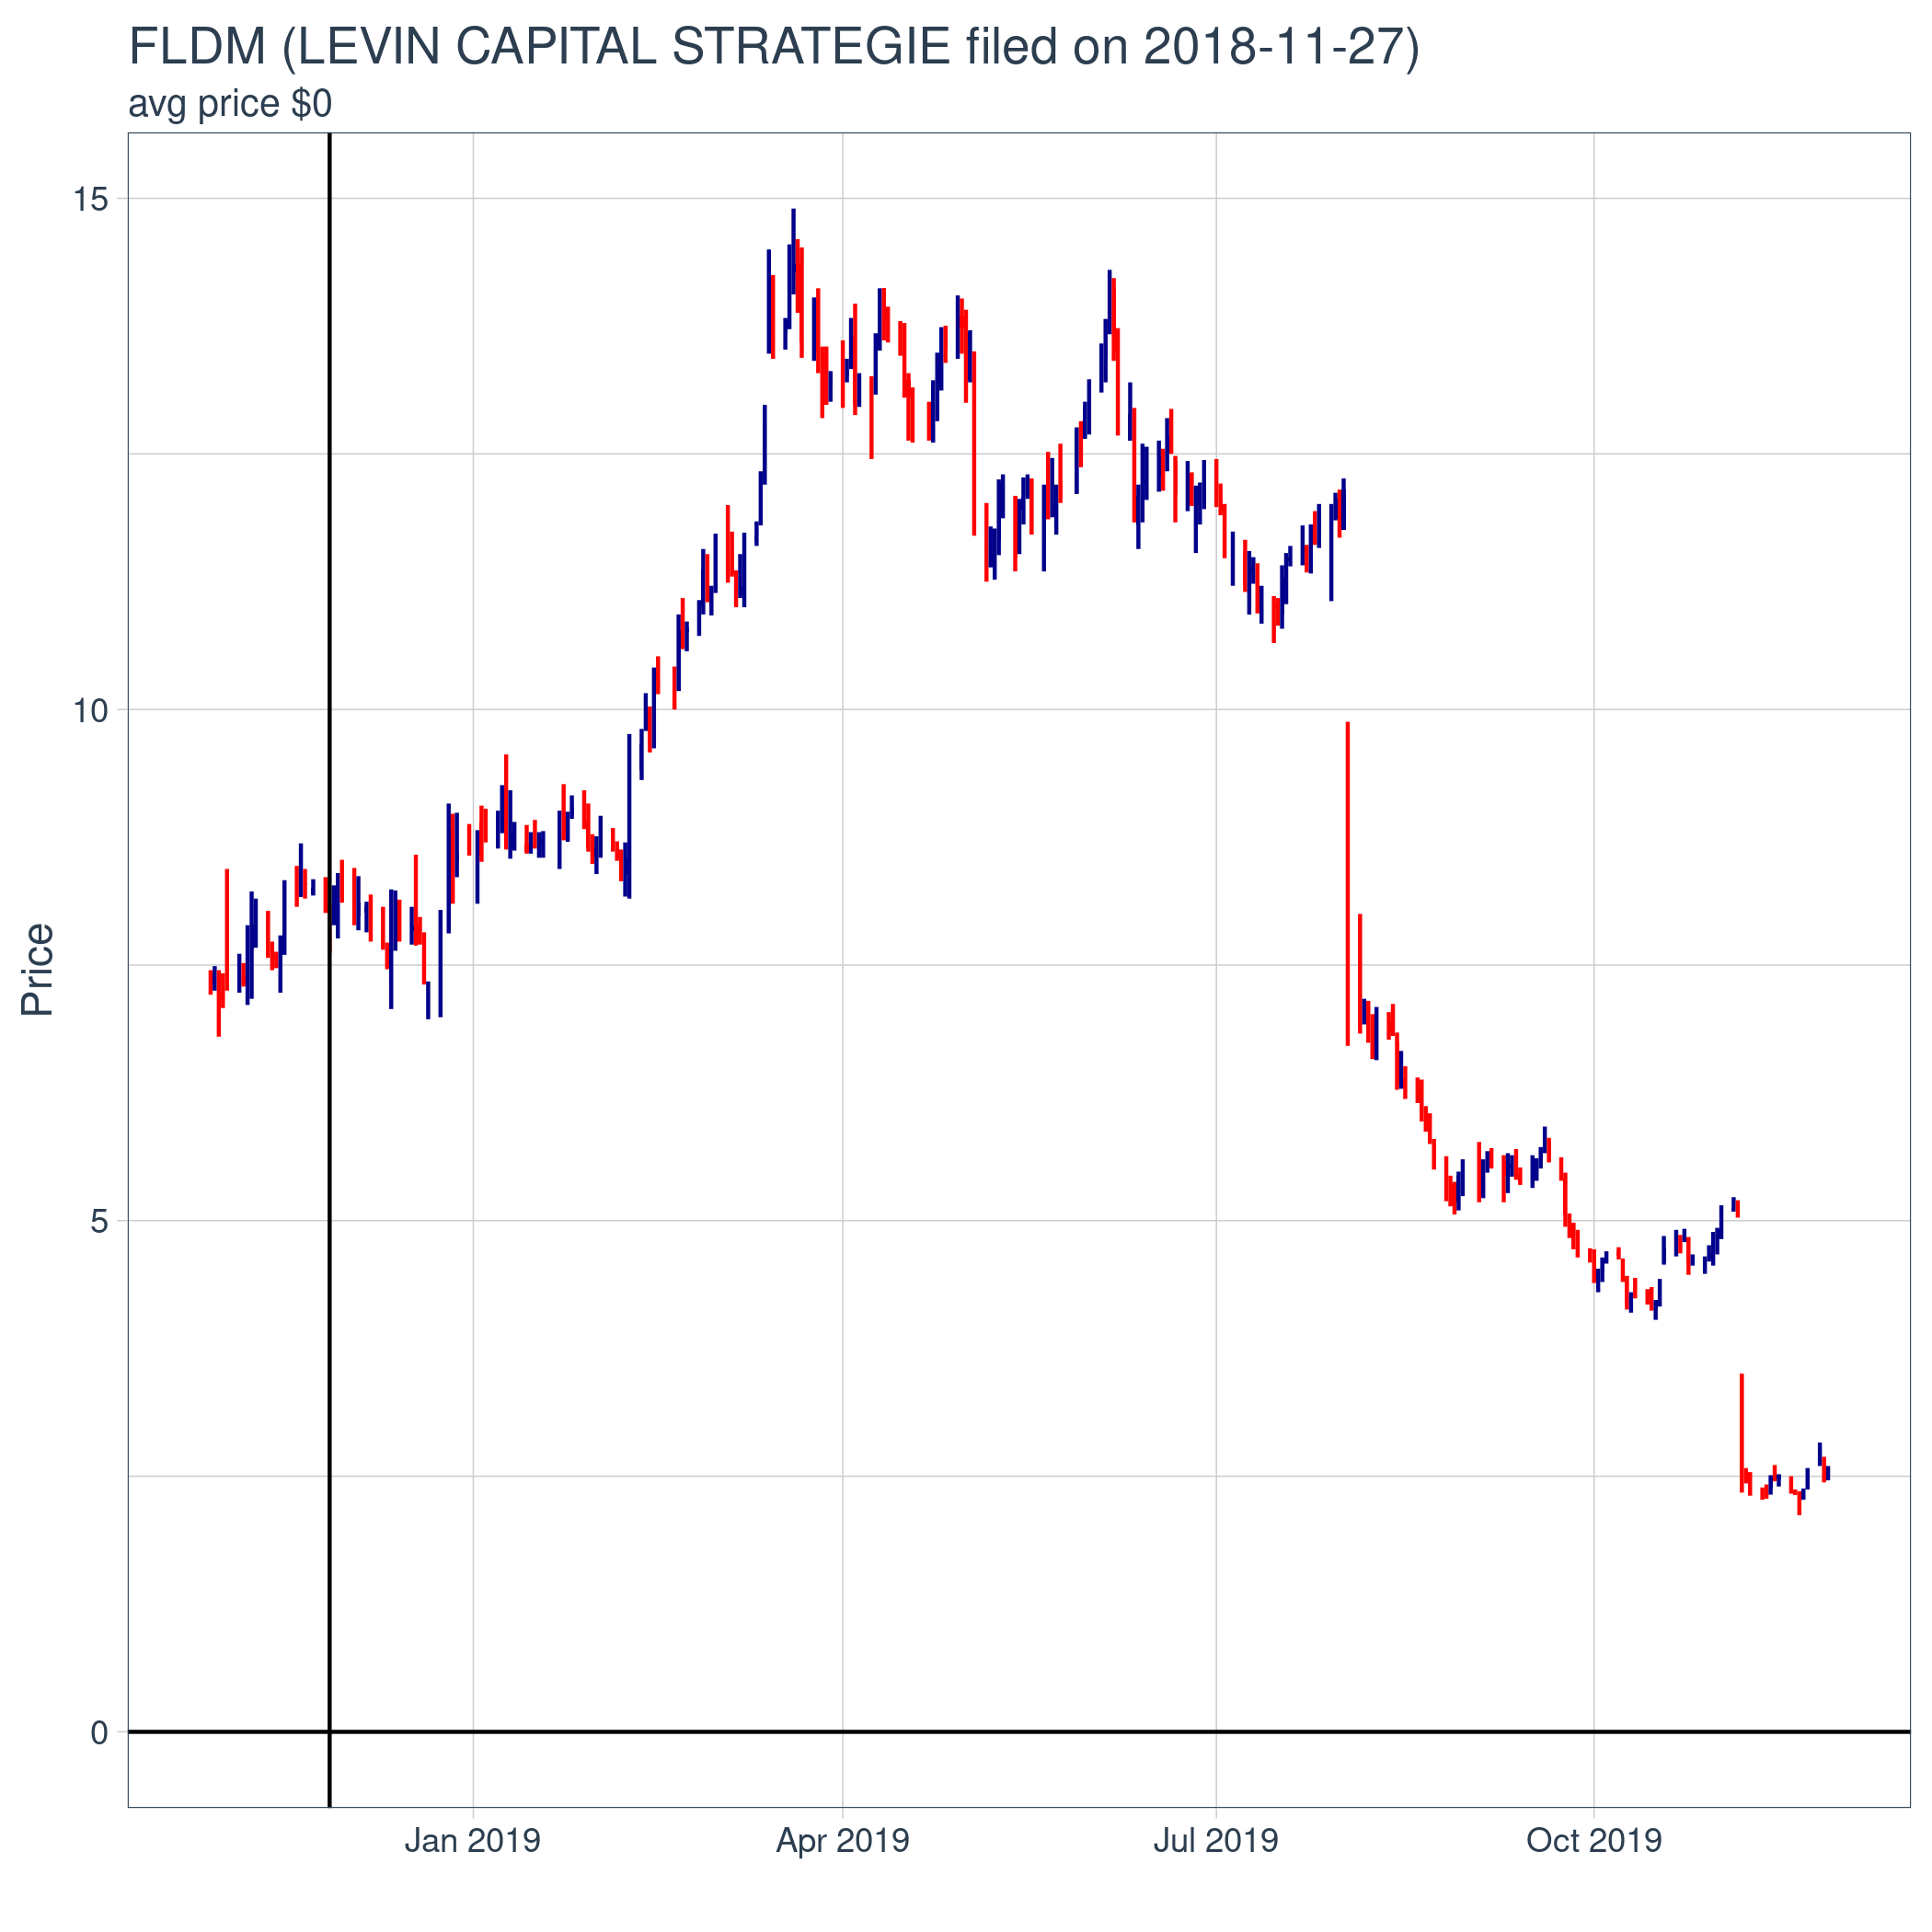 FLDM (LEVIN CAPITAL STRATEGIE filed on 2018-11-27)
avg price $0
15
10
5
0
Price
Jan 2019
Apr 2019
Jul 2019
Oct 2019